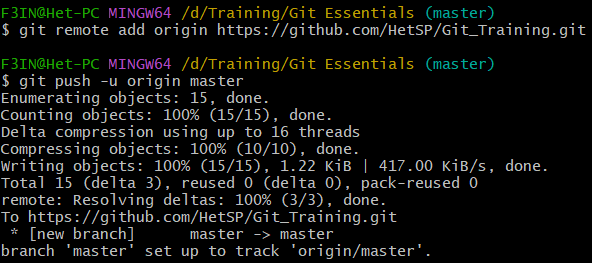 F3IN@Het-PC MINGW64 /d/Training/Git Essentials (master)
$ git remote add origin https://github.com/HetSP/Git_Training.git
F3IN@Het-PC MINGW64 /d/Training/Git Essentials (master)
$ git push -u origin master
Enumerating objects: 15, done.
Counting objects: 100% (15/15), done.
Delta compression using up to 16 threads
Compressing objects: 100% (10/10), done.
Writing objects: 100% (15/15), 1.22 KiB | 417.00 KiB/s, done.
Total 15 (delta 3), reused 0 (delta 0), pack-reused 0
remote: Resolving deltas: 100% (3/3), done.
To https://github.com/HetSP/Git_Training.git
 * [new branch]      master -> master
branch 'master' set up to track 'origin/master'.